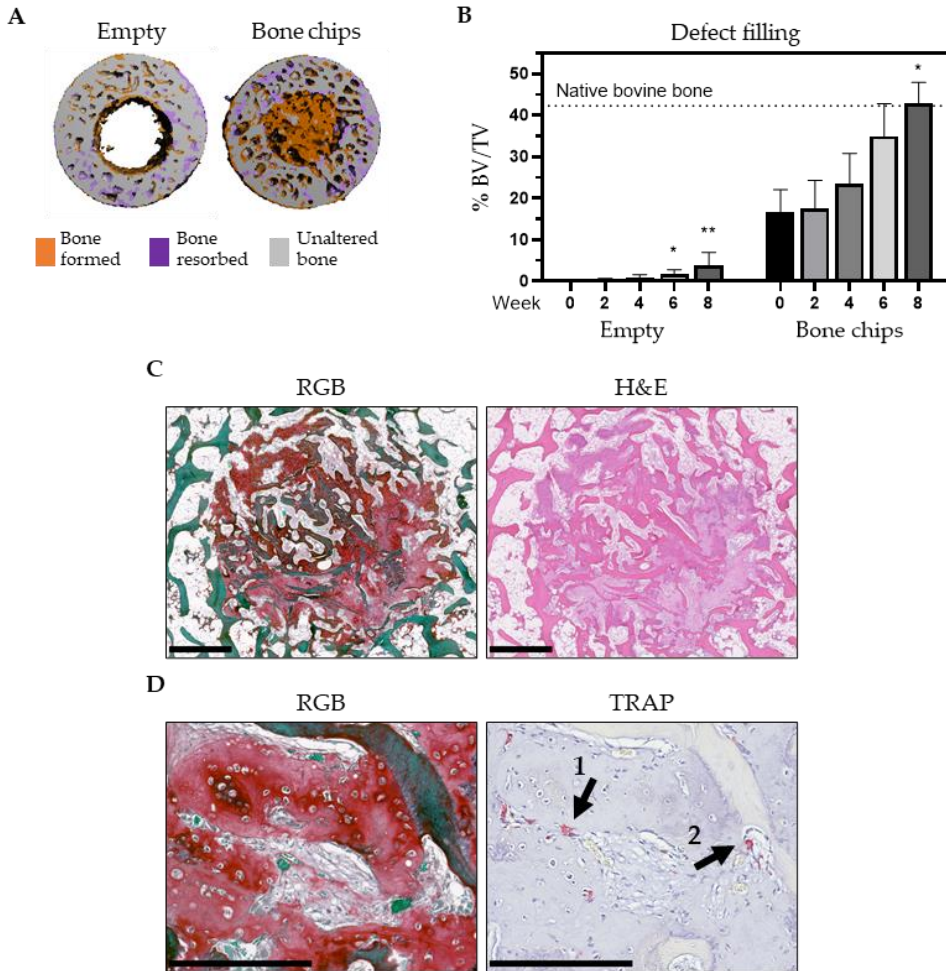 A
Empty
Bone chips
Bone
formed
Bone
resorbed
Unaltered
bone
B
Defect filling
% BV/TV
50
40
30
20
10
0
Native bovine bone
*
**
*
Week
0 2 4 6 8
0 2 4 6 8
Empty
Bone chips
C
RGB
H&E
D
RGB
TRAP
1
2